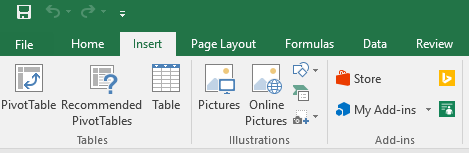 File Home Insert Page Layout Formulas Data Review
PivotTable Recommended PivotTables Table Pictures Online Pictures Store
My Add-ins
Tables Illustrations Add-ins